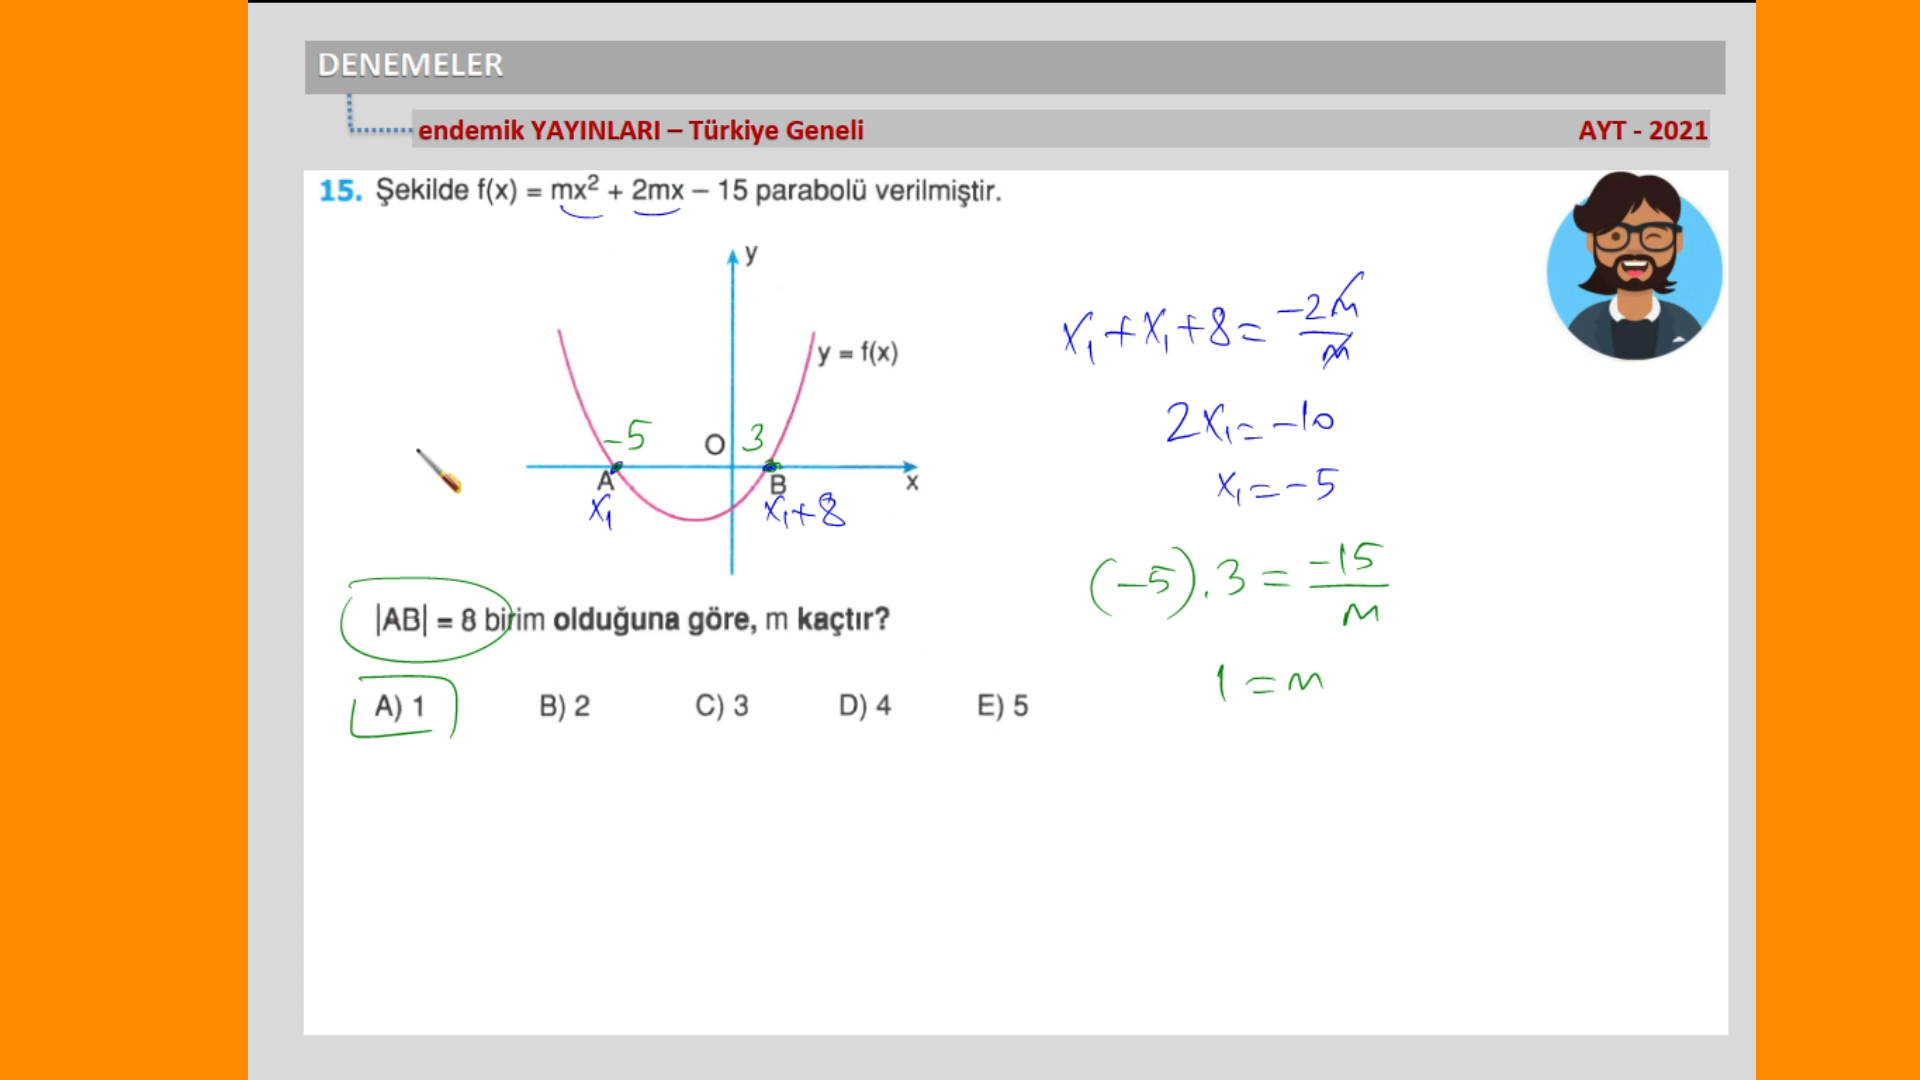 DENEMELER
endemik YAYINLARI – Türkiye Geneli AYT - 2021
15. Şekilde f(x) = mx² + 2mx – 15 parabolü verilmiştir.
y
y = f(x)
-5 O 3
A B x
x₁ x₁+8
x₁+x₁+8 = -2m/m
2x₁ = -10
x₁ = -5
(-5).3 = -15/m
1 = m
|AB| = 8 birim olduğuna göre, m kaçtır?
A) 1 B) 2 C) 3 D) 4 E) 5